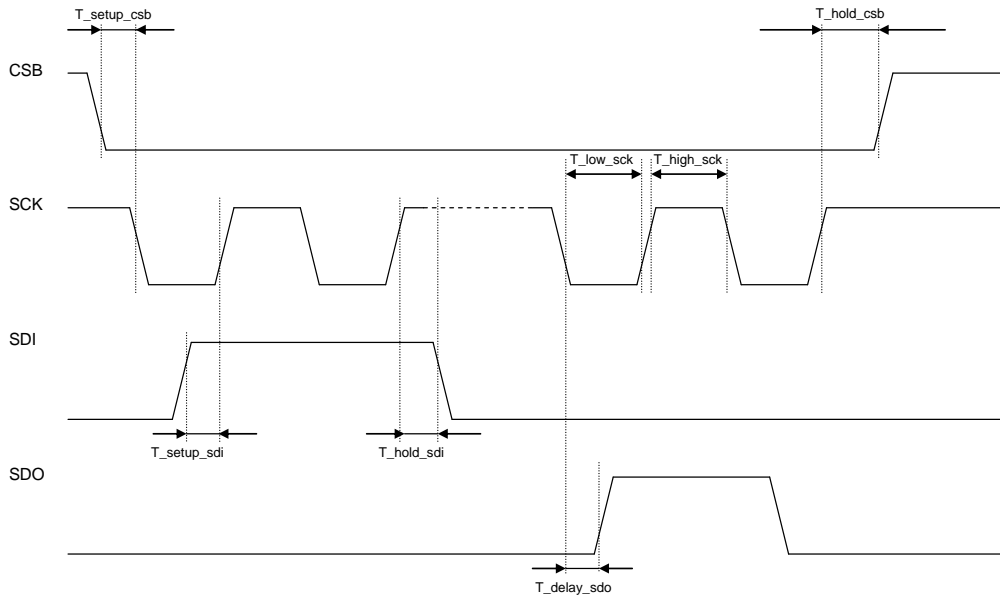 T_setup_csb
T_hold_csb
CSB
T_low_sck
T_high_sck
SCK
SDI
T_setup_sdi
T_hold_sdi
SDO
T_delay_sdo